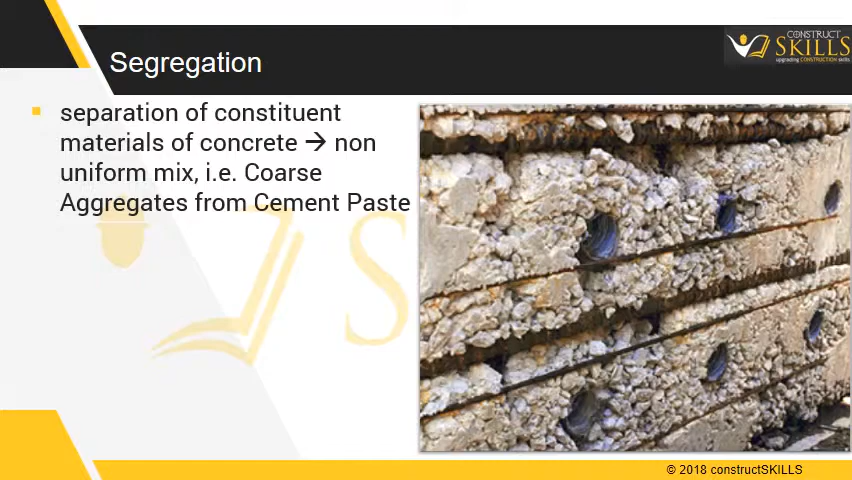 CONSTRUCT
SKILLS
upgrading CONSTRUCTION skills
Segregation
separation of constituent
materials of concrete → non
uniform mix, i.e. Coarse
Aggregates from Cement Paste
S
© 2018 constructSKILLS